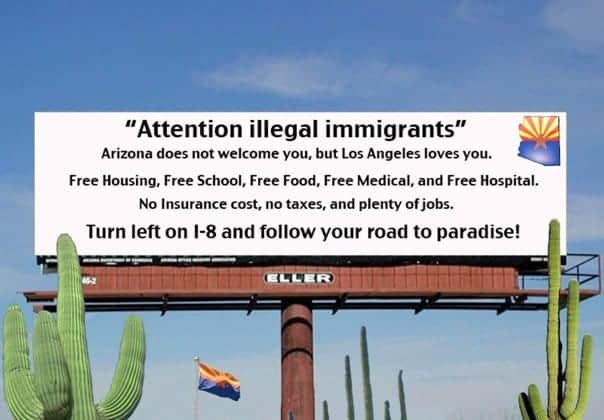 “Attention illegal immigrants”
Arizona does not welcome you, but Los Angeles loves you.
Free Housing, Free School, Free Food, Free Medical, and Free Hospital.
No Insurance cost, no taxes, and plenty of jobs.
Turn left on I-8 and follow your road to paradise!
ELLER